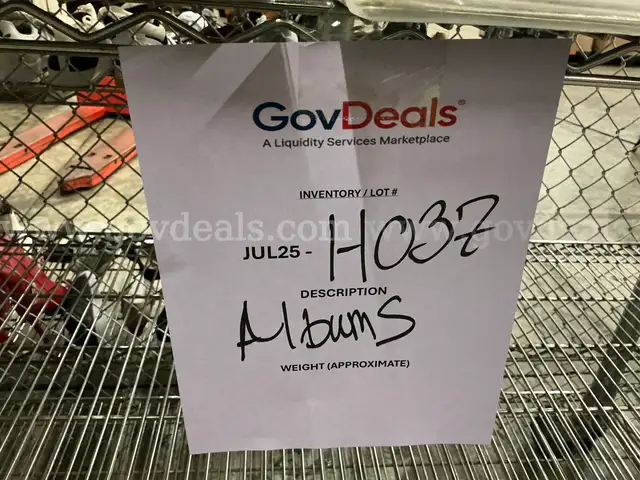 GovDeals®
A Liquidity Services Marketplace
INVENTORY / LOT #
JUL25 - H037
DESCRIPTION
Albums
WEIGHT (APPROXIMATE)